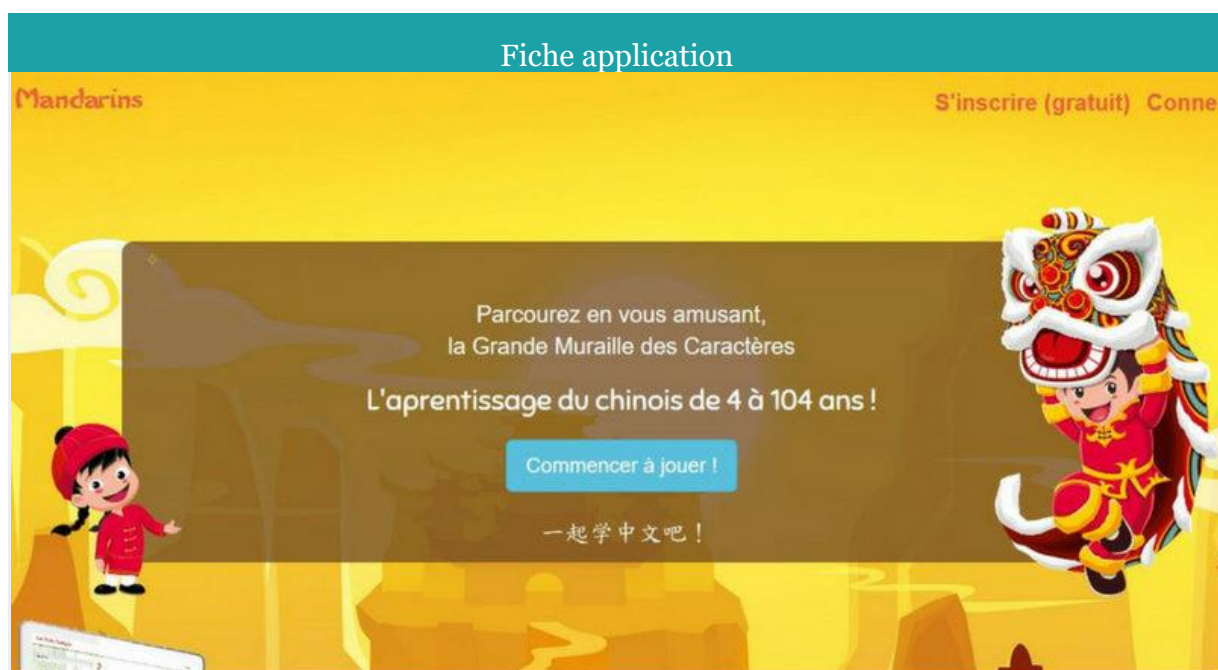 Fiche application
Mandarins
S'inscrire (gratuit) Conne
Parcourez en vous amusant,
la Grande Muraille des Caractères
L'aprentissage du chinois de 4 à 104 ans !
Commencer à jouer !
一起学中文吧！